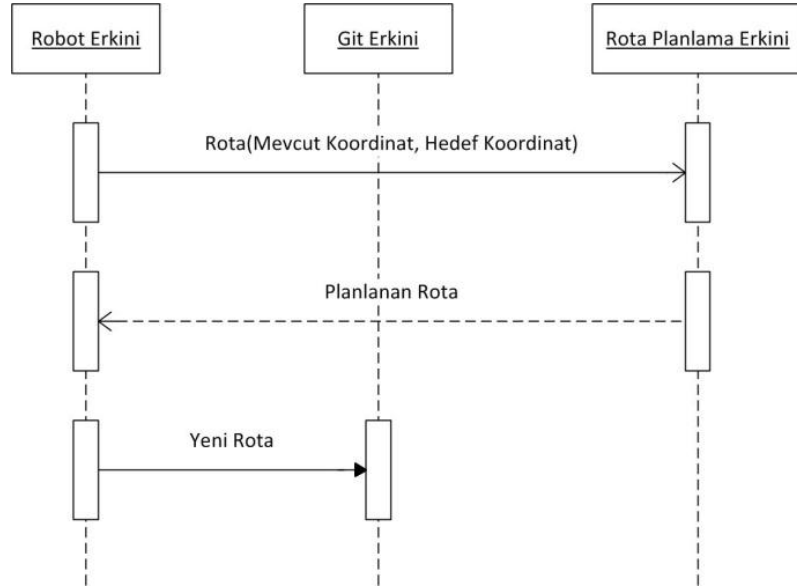 Robot Erkini
Git Erkini
Rota Planlama Erkini
Rota(Mevcut Koordinat, Hedef Koordinat)
Planlanan Rota
Yeni Rota